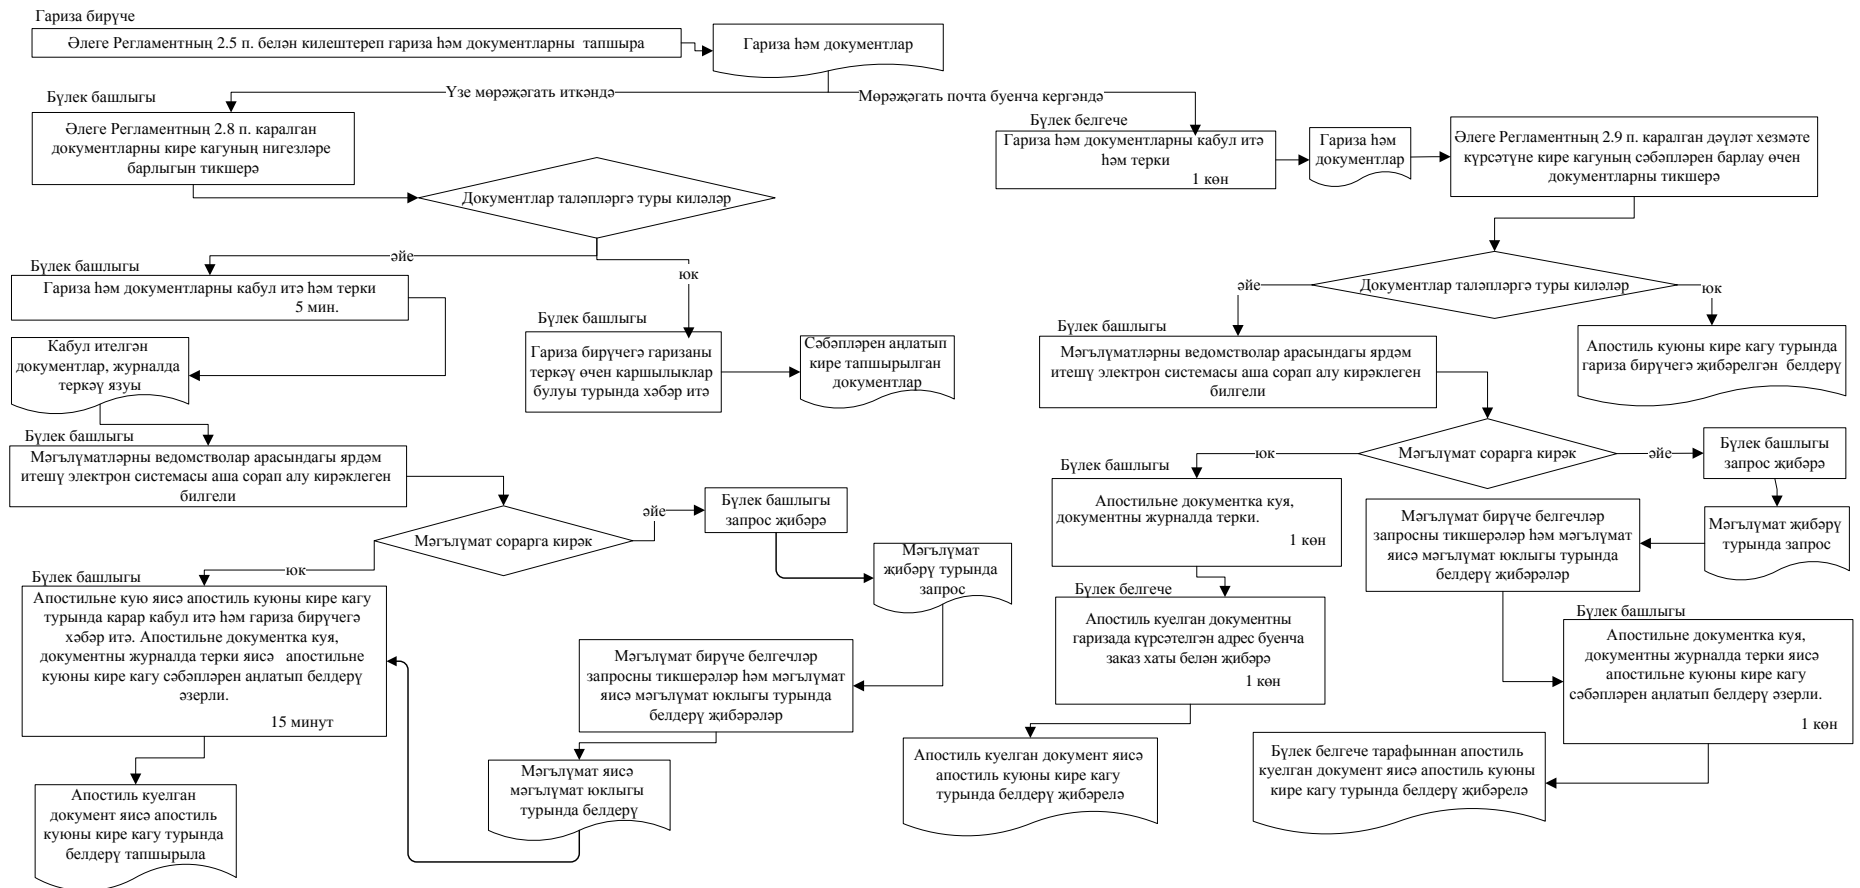 Гариза бирүче
Әлеге Регламентның 2.5 п. белән килештереп гариза һәм документларны тапшыра
Гариза һәм документлар
Үзе мөрәҗәгать иткәндә
Мөрәҗәгать почта буенча кергәндә
Бүлек башлыгы
Әлеге Регламентның 2.8 п. каралган
документларны кире кагуның нигезләре
барлыгын тикшерә
Бүлек белгече
Гариза һәм документларны кабул итә
һәм терки
1 көн
Гариза һәм
документлар
Әлеге Регламентның 2.9 п. каралган дәүләт хезмәте
күрсәтүне кире кагуның сәбәпләрен барлау өчен
документларны тикшерә
Документлар таләпләргә туры киләләр
әйе
юк
Бүлек башлыгы
Гариза һәм документларны кабул итә һәм терки
5 мин.
Бүлек башлыгы
Гариза бирүчегә гаризаны
теркәү өчен каршылыклар
булуы турында хәбәр итә
Сәбәпләрен аңлатып
кире тапшырылган
документлар
Кабул ителгән
документлар, журналда
теркәү язуы
Документлар таләпләргә туры киләләр
әйе
юк
Бүлек башлыгы
Мәгълүматларны ведомстволар арасындагы ярдәм
итешү электрон системасы аша сорап алу кирәклеген
билгели
Апостиль куюны кире кагу турында
гариза бирүчегә җибәрелгән белдерү
Бүлек башлыгы
Мәгълүматларны ведомстволар арасындагы ярдәм
итешү электрон системасы аша сорап алу кирәклеген
билгели
Мәгълүмат сорарга кирәк
юк
әйе
Бүлек башлыгы
запрос җибәрә
Бүлек башлыгы
Апостильне документка куя,
документны журналда терки.
1 көн
Мәгълүмат бирүче белгечләр
запросны тикшерәләр һәм мәгълүмат
яисә мәгълүмат юклыгы турында
белдерү җибәрәләр
Мәгълүмат җибәрү
турында запрос
Мәгълүмат сорарга кирәк
әйе
юк
Бүлек башлыгы
запрос җибәрә
Мәгълүмат
җибәрү турында
запрос
Бүлек башлыгы
Апостильне кую яисә апостиль куюны кире кагу
турында карар кабул итә һәм гариза бирүчегә
хәбәр итә. Апостильне документка куя,
документны журналда терки яисә апостильне
куюны кире кагу сәбәпләрен аңлатып белдерү
әзерли.
15 минут
Мәгълүмат бирүче белгечләр
запросны тикшерәләр һәм мәгълүмат
яисә мәгълүмат юклыгы турында
белдерү җибәрәләр
Бүлек белгече
Апостиль куелган документны
гаризада күрсәтелгән адрес буенча
заказ хаты белән җибәрә
1 көн
Бүлек башлыгы
Апостильне документка куя,
документны журналда терки яисә
апостильне куюны кире кагу
сәбәпләрен аңлатып белдерү әзерли.
1 көн
Апостиль куелган
документ яисә апостиль
куюны кире кагу турында
белдерү тапшырыла
Мәгълүмат яисә
мәгълүмат юклыгы
турында белдерү
Апостиль куелган документ яисә
апостиль куюны кире кагу
турында белдерү җибәрелә
Бүлек белгече тарафыннан апостиль
куелган документ яисә апостиль куюны
кире кагу турында белдерү җибәрелә